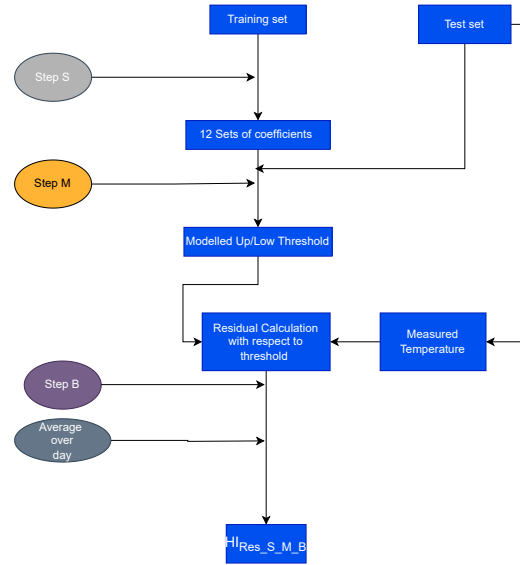 Training set
Test set
Step S
12 Sets of coefficients
Step M
Modelled Up/Low Threshold
Residual Calculation
with respect to
threshold
Measured
Temperature
Step B
Average
over
day
HI_Res_S_M_B